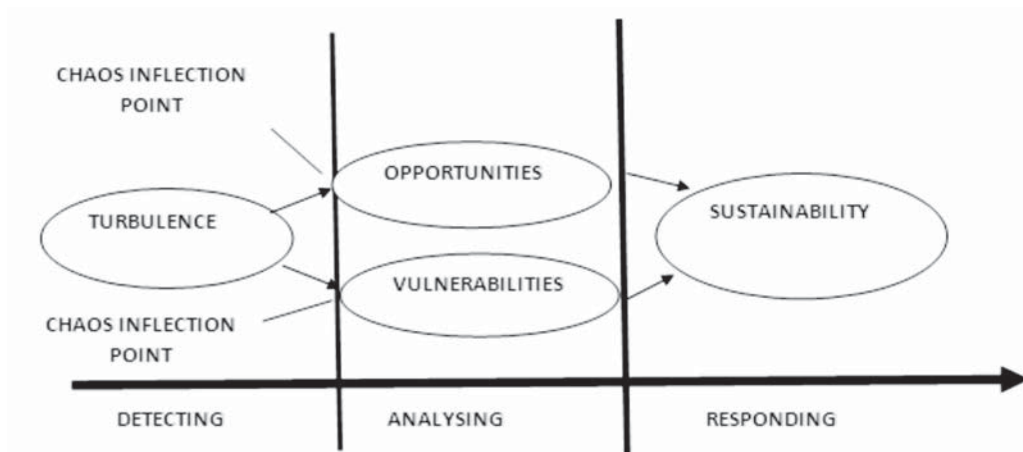 CHAOS INFLECTION
POINT
OPPORTUNITIES
TURBULENCE
SUSTAINABILITY
VULNERABILITIES
CHAOS INFLECTION
POINT
DETECTING
ANALYSING
RESPONDING